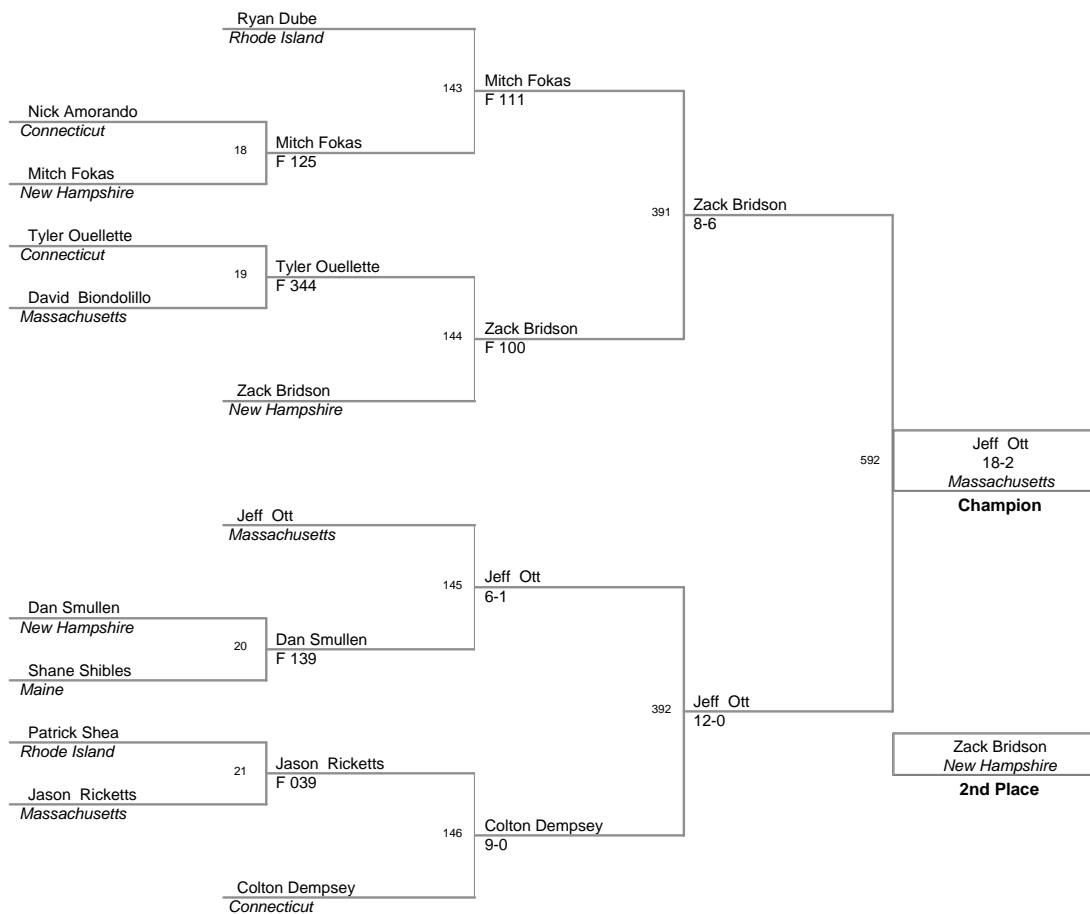 Ryan Dube
Rhode Island
143
Mitch Fokas
F 111
Nick Amorando
Connecticut
18
Mitch Fokas
F 125
Mitch Fokas
New Hampshire
391
Zack Bridson
8-6
Tyler Ouellette
Connecticut
19
Tyler Ouellette
F 344
David Biondolillo
Massachusetts
144
Zack Bridson
F 100
Zack Bridson
New Hampshire
592
Jeff Ott
18-2
Massachusetts
Champion
Jeff Ott
Massachusetts
145
Jeff Ott
6-1
Dan Smullen
New Hampshire
20
Dan Smullen
F 139
Shane Shibles
Maine
392
Jeff Ott
12-0
Patrick Shea
Rhode Island
21
Jason Ricketts
F 039
Jason Ricketts
Massachusetts
Zack Bridson
New Hampshire
2nd Place
146
Colton Dempsey
9-0
Colton Dempsey
Connecticut